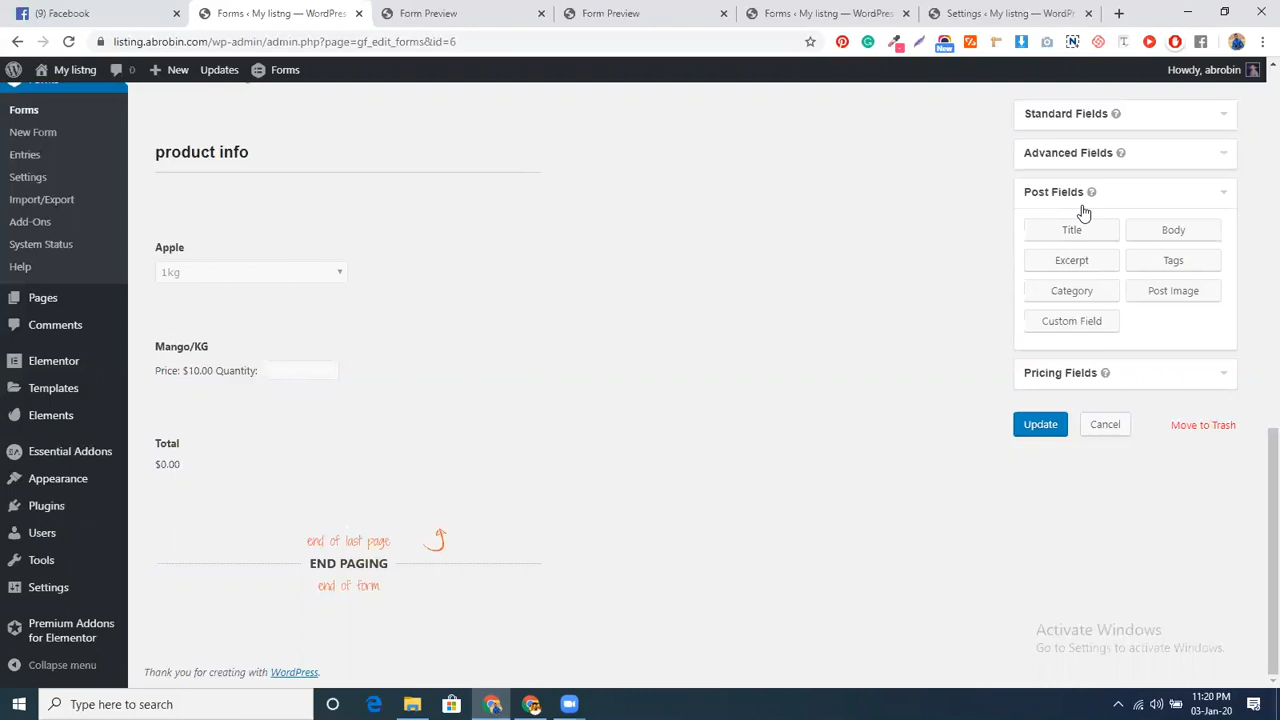 (8) Facebook
Forms ‹ My listng — WordPres
Form Preview
Form Preview
Forms ‹ My listng — WordPres
Settings ‹ My listng — WordPr
listing.abrobin.com/wp-admin/admin.php?page=gf_edit_forms&id=6
New
My listng
0
New
Updates
Forms
Howdy, abrobin
Forms
New Form
Entries
Settings
Import/Export
Add-Ons
System Status
Help
Pages
Comments
Elementor
Templates
Elements
Essential Addons
Appearance
Plugins
Users
Tools
Settings
Premium Addons
for Elementor
Collapse menu
product info
Apple
1kg
Mango/KG
Price: $10.00 Quantity:
Total
$0.00
end of last page
END PAGING
end of form
Thank you for creating with WordPress.
Standard Fields
Advanced Fields
Post Fields
Title
Body
Excerpt
Tags
Category
Post Image
Custom Field
Pricing Fields
Update
Cancel
Move to Trash
Activate Windows
Go to Settings to activate Windows.
Type here to search
11:20 PM
03-Jan-20